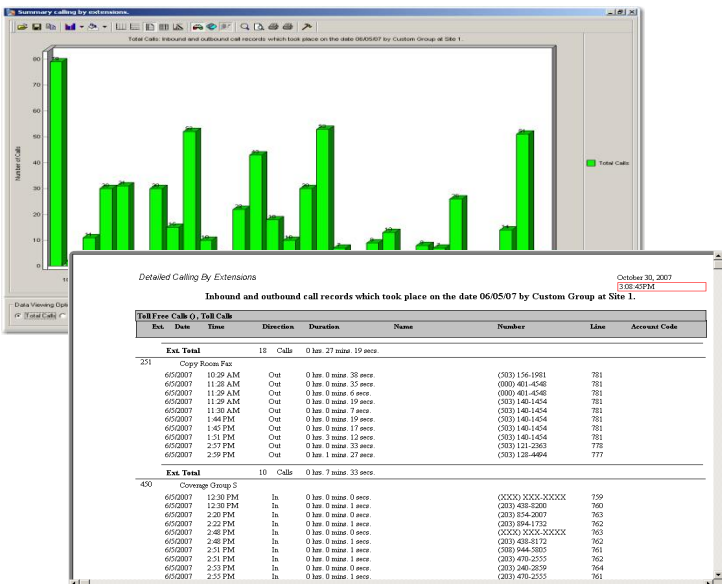 Summary calling by extensions.
Total Calls: Inbound and outbound call records which took place on the date 06/05/07 by Custom Group at Site 1.
Number of Calls
80
70
60
50
40
30
20
10
0
Total Calls
Data Viewing Opti
Total Calls
Detailed Calling By Extensions
October 30, 2007
3:08:45PM
Inbound and outbound call records which took place on the date 06/05/07 by Custom Group at Site 1.
Toll Free Calls () , Toll Calls
Ext. Date Time Direction Duration Name Number Line Account Code
Ext. Total 18 Calls 0 hrs. 27 mins. 19 secs.
251 Copy Room Fax
6/5/2007 10:29 AM Out 0 hrs. 0 mins. 38 secs. (503) 156-1981 781
6/5/2007 11:28 AM Out 0 hrs. 0 mins. 35 secs. (000) 401-4548 781
6/5/2007 11:29 AM Out 0 hrs. 0 mins. 6 secs. (000) 401-4548 781
6/5/2007 11:29 AM Out 0 hrs. 0 mins. 19 secs. (503) 140-1454 781
6/5/2007 11:30 AM Out 0 hrs. 0 mins. 7 secs. (503) 140-1454 781
6/5/2007 1:44 PM Out 0 hrs. 0 mins. 19 secs. (503) 140-1454 781
6/5/2007 1:45 PM Out 0 hrs. 0 mins. 17 secs. (503) 140-1454 781
6/5/2007 1:51 PM Out 0 hrs. 3 mins. 12 secs. (503) 140-1454 781
6/5/2007 2:57 PM Out 0 hrs. 0 mins. 33 secs. (503) 121-2363 778
6/5/2007 2:59 PM Out 0 hrs. 1 mins. 27 secs. (503) 128-4494 777
Ext. Total 10 Calls 0 hrs. 7 mins. 33 secs.
450 Coverage Group S
6/5/2007 12:30 PM In 0 hrs. 0 mins. 0 secs. (XXX) XXX-XXXX 759
6/5/2007 12:30 PM In 0 hrs. 0 mins. 1 secs. (203) 438-8200 760
6/5/2007 2:20 PM In 0 hrs. 0 mins. 1 secs. (203) 854-2007 763
6/5/2007 2:22 PM In 0 hrs. 0 mins. 1 secs. (203) 894-1732 762
6/5/2007 2:48 PM In 0 hrs. 0 mins. 0 secs. (XXX) XXX-XXXX 763
6/5/2007 2:48 PM In 0 hrs. 0 mins. 1 secs. (203) 438-8172 762
6/5/2007 2:51 PM In 0 hrs. 0 mins. 1 secs. (508) 944-5805 761
6/5/2007 2:51 PM In 0 hrs. 0 mins. 1 secs. (203) 470-2555 762
6/5/2007 2:53 PM In 0 hrs. 0 mins. 0 secs. (203) 240-2859 764
6/5/2007 2:55 PM In 0 hrs. 0 mins. 1 secs. (203) 470-2555 761